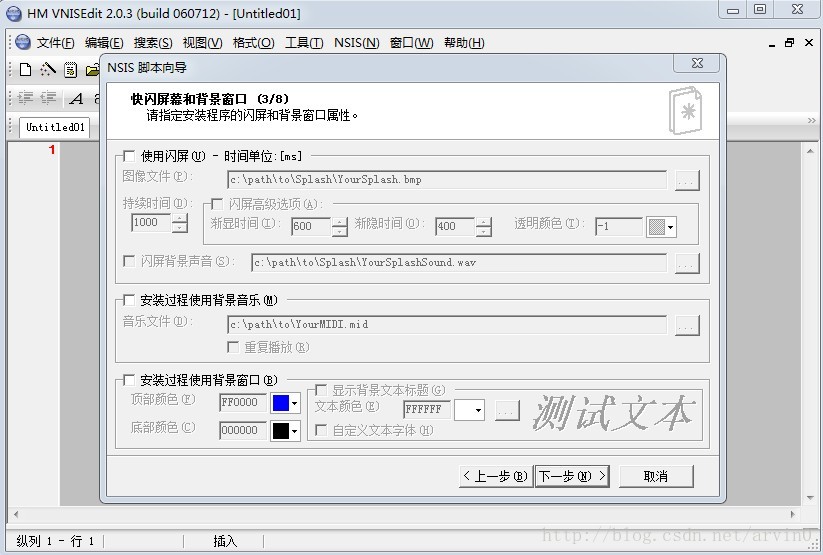 HM VNISEdit 2.0.3 (build 060712) - [Untitled01]
文件(F) 编辑(E) 搜索(S) 视图(V) 格式(O) 工具(T) NSIS(N) 窗口(W) 帮助(H)
NSIS 脚本向导
快闪屏幕和背景窗口 (3/8)
请指定安装程序的闪屏和背景窗口属性。
Untitled01
1
使用闪屏(U) - 时间单位:[ms]
图像文件(P): c:\path\to\Splash\YourSplash.bmp ...
持续时间(D): 闪屏高级选项(A):
1000 渐显时间(I): 600 渐隐时间(O): 400 透明颜色(T): -1
闪屏背景声音(S): c:\path\to\Splash\YourSplashSound.wav ...
安装过程使用背景音乐(M)
音乐文件(D): c:\path\to\YourMIDI.mid ...
重复播放(R)
安装过程使用背景窗口(B) 显示背景文本标题(G)
顶部颜色(F) FF0000 文本颜色(E) FFFFFF ... 测试文本
底部颜色(C) 000000 自定义文本字体(H)
< 上一步(B) 下一步(N) > 取消
纵列 1 - 行 1 插入
http://blog.csdn.net/arvin0